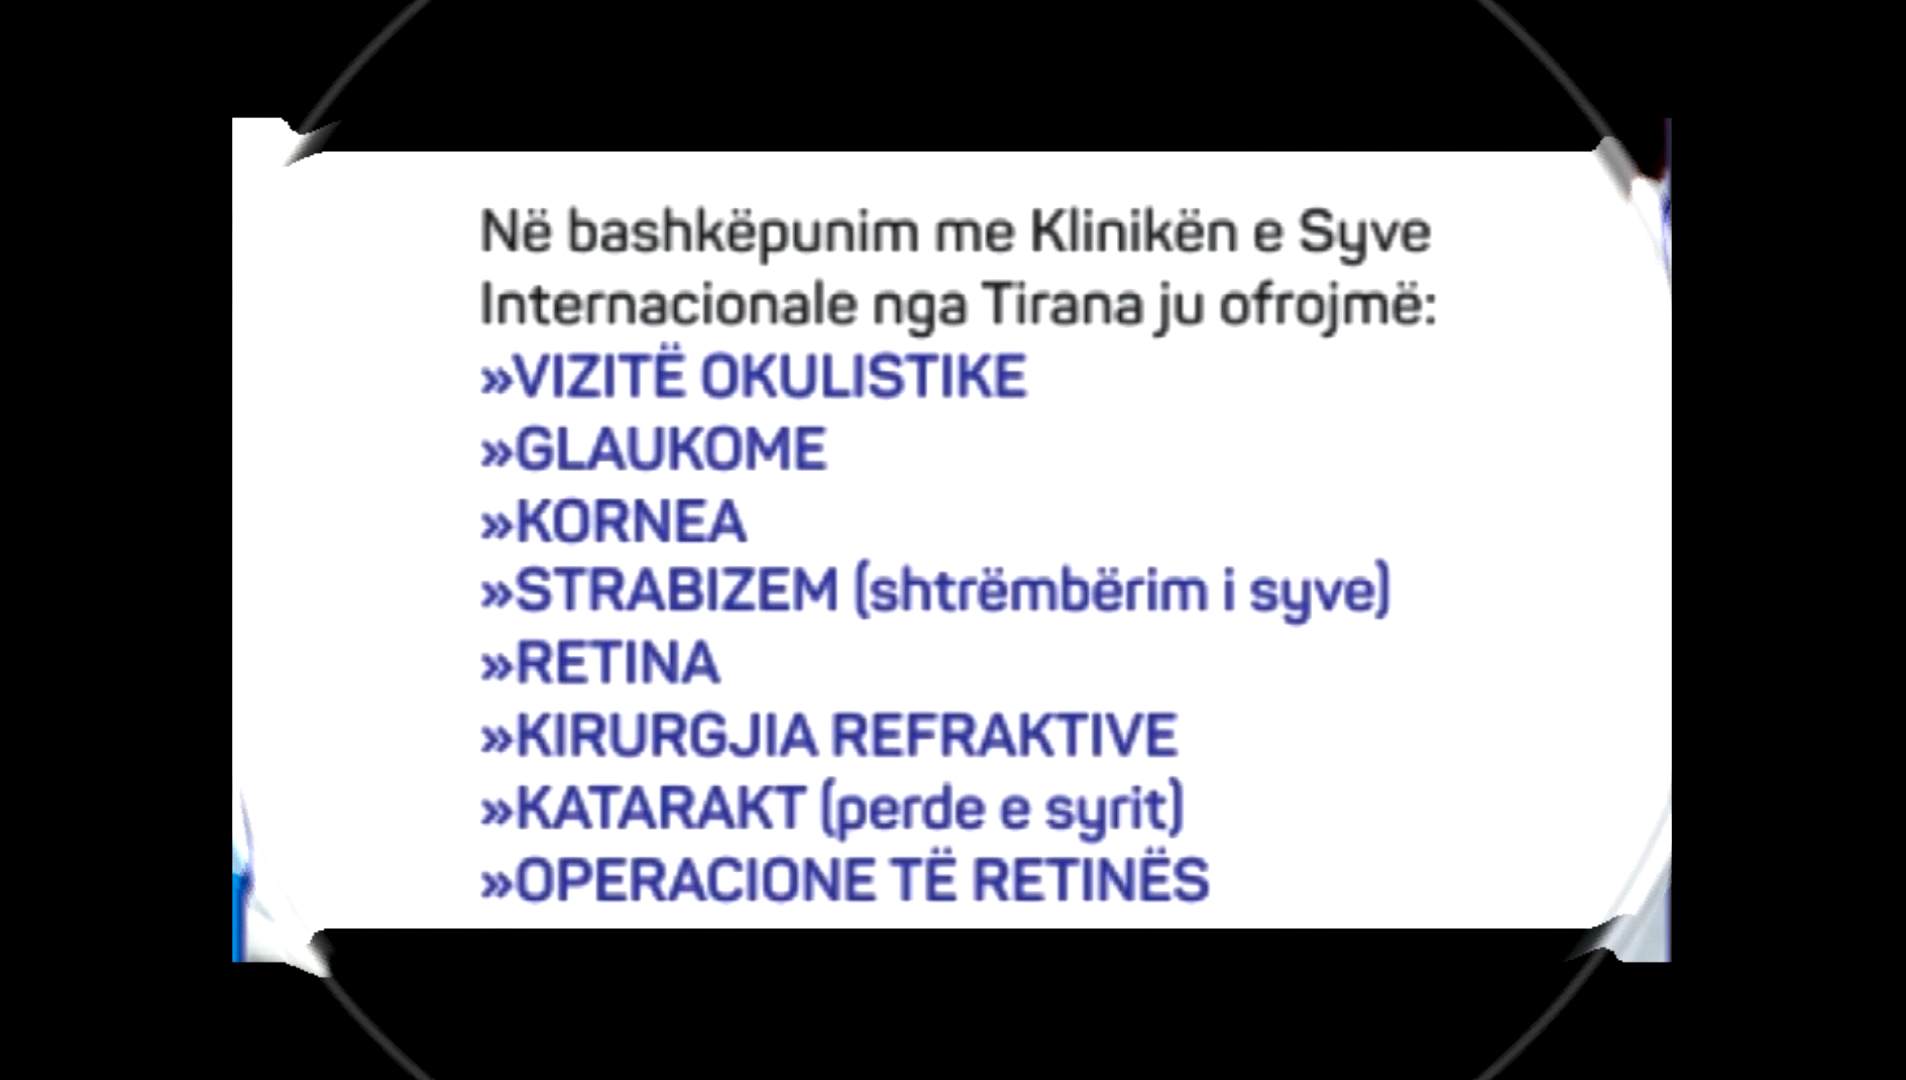 Në bashkëpunim me Klinikën e Syve
Internacionale nga Tirana ju ofrojmë:
»VIZITË OKULISTIKE
»GLAUKOME
»KORNEA
»STRABIZEM (shtrëmbërim i syve)
»RETINA
»KIRURGJIA REFRAKTIVE
»KATARAKT (perde e syrit)
»OPERACIONE TË RETINËS